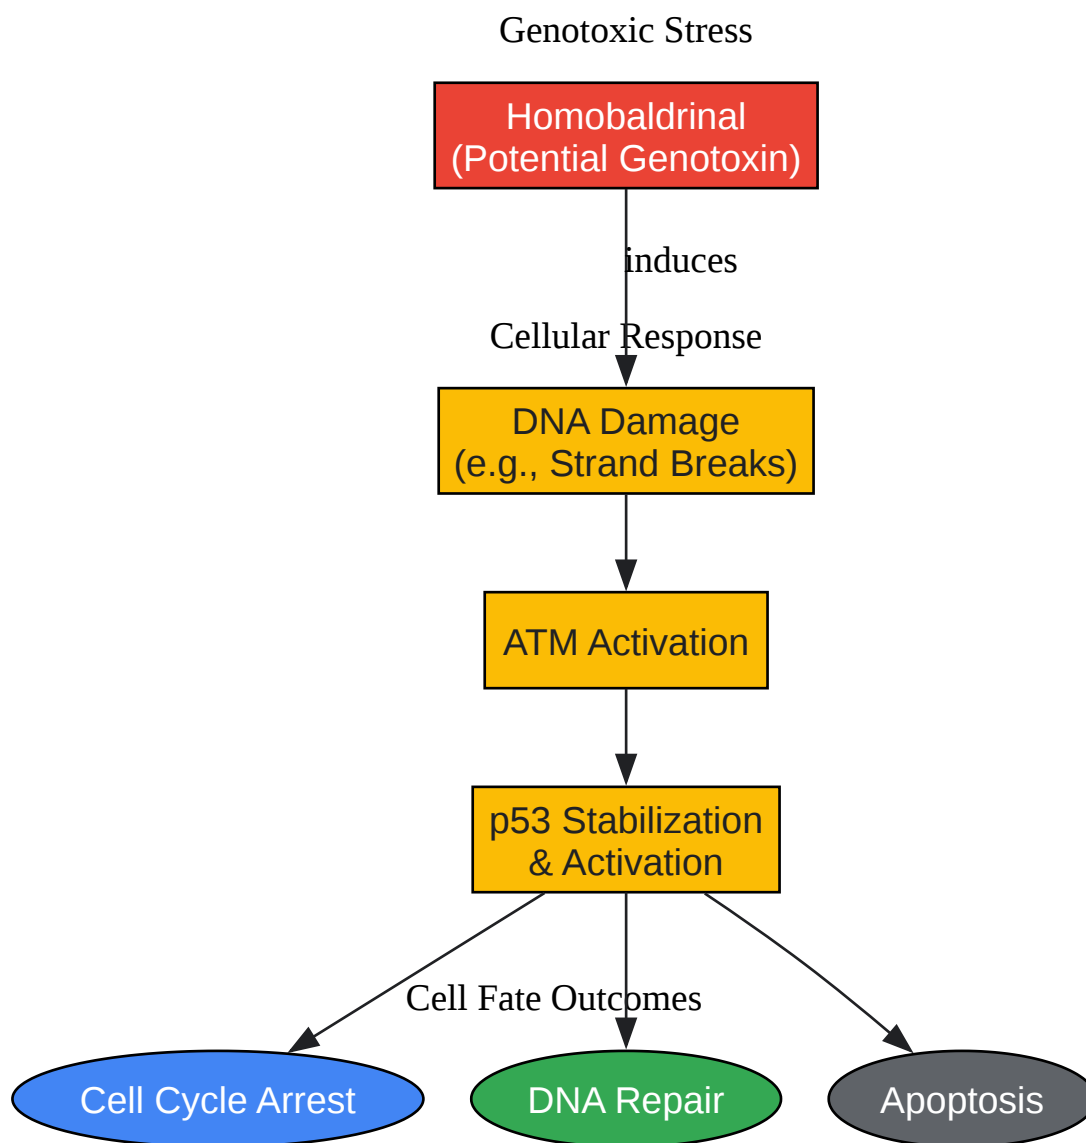 Genotoxic Stress
Homobaldrinal
(Potential Genotoxin)
induces
Cellular Response
DNA Damage
(e.g., Strand Breaks)
ATM Activation
p53 Stabilization
& Activation
Cell Fate Outcomes
Cell Cycle Arrest
DNA Repair
Apoptosis